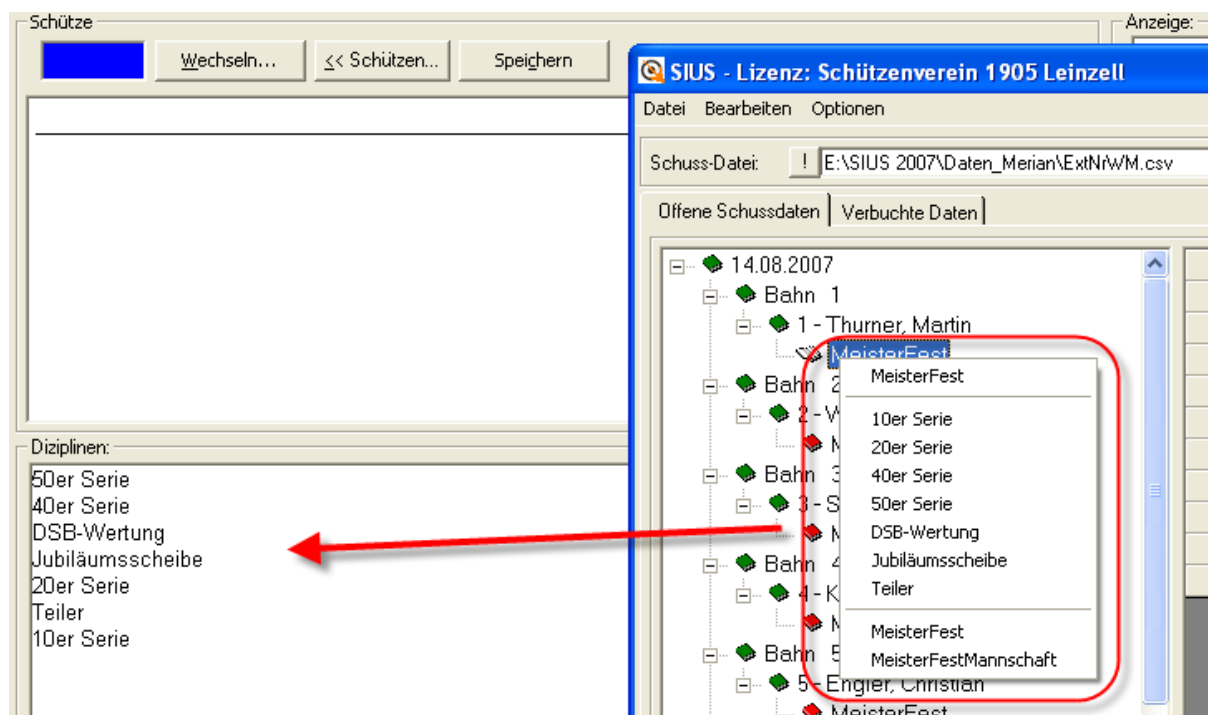 Schütze
Anzeige:
Wechseln...
<< Schützen...
Speichern
SIUS - Lizenz: Schützenverein 1905 Leinzell
Datei Bearbeiten Optionen
Schuss-Datei: ! E:\SIUS 2007\Daten_Merian\ExtNrWM.csv
Offene Schussdaten Verbuchte Daten
14.08.2007
Bahn 1
1 - Thurner, Martin
MeisterFest
Bahn 2
2 - W
M
Bahn 3
3 - S
M
Bahn 4
4 - K
M
Bahn 5
5 - Engler, Christian
MeisterFest
MeisterFest
10er Serie
20er Serie
40er Serie
50er Serie
DSB-Wertung
Jubiläumsscheibe
Teiler
MeisterFest
MeisterFestMannschaft
Diziplinen:
50er Serie
40er Serie
DSB-Wertung
Jubiläumsscheibe
20er Serie
Teiler
10er Serie